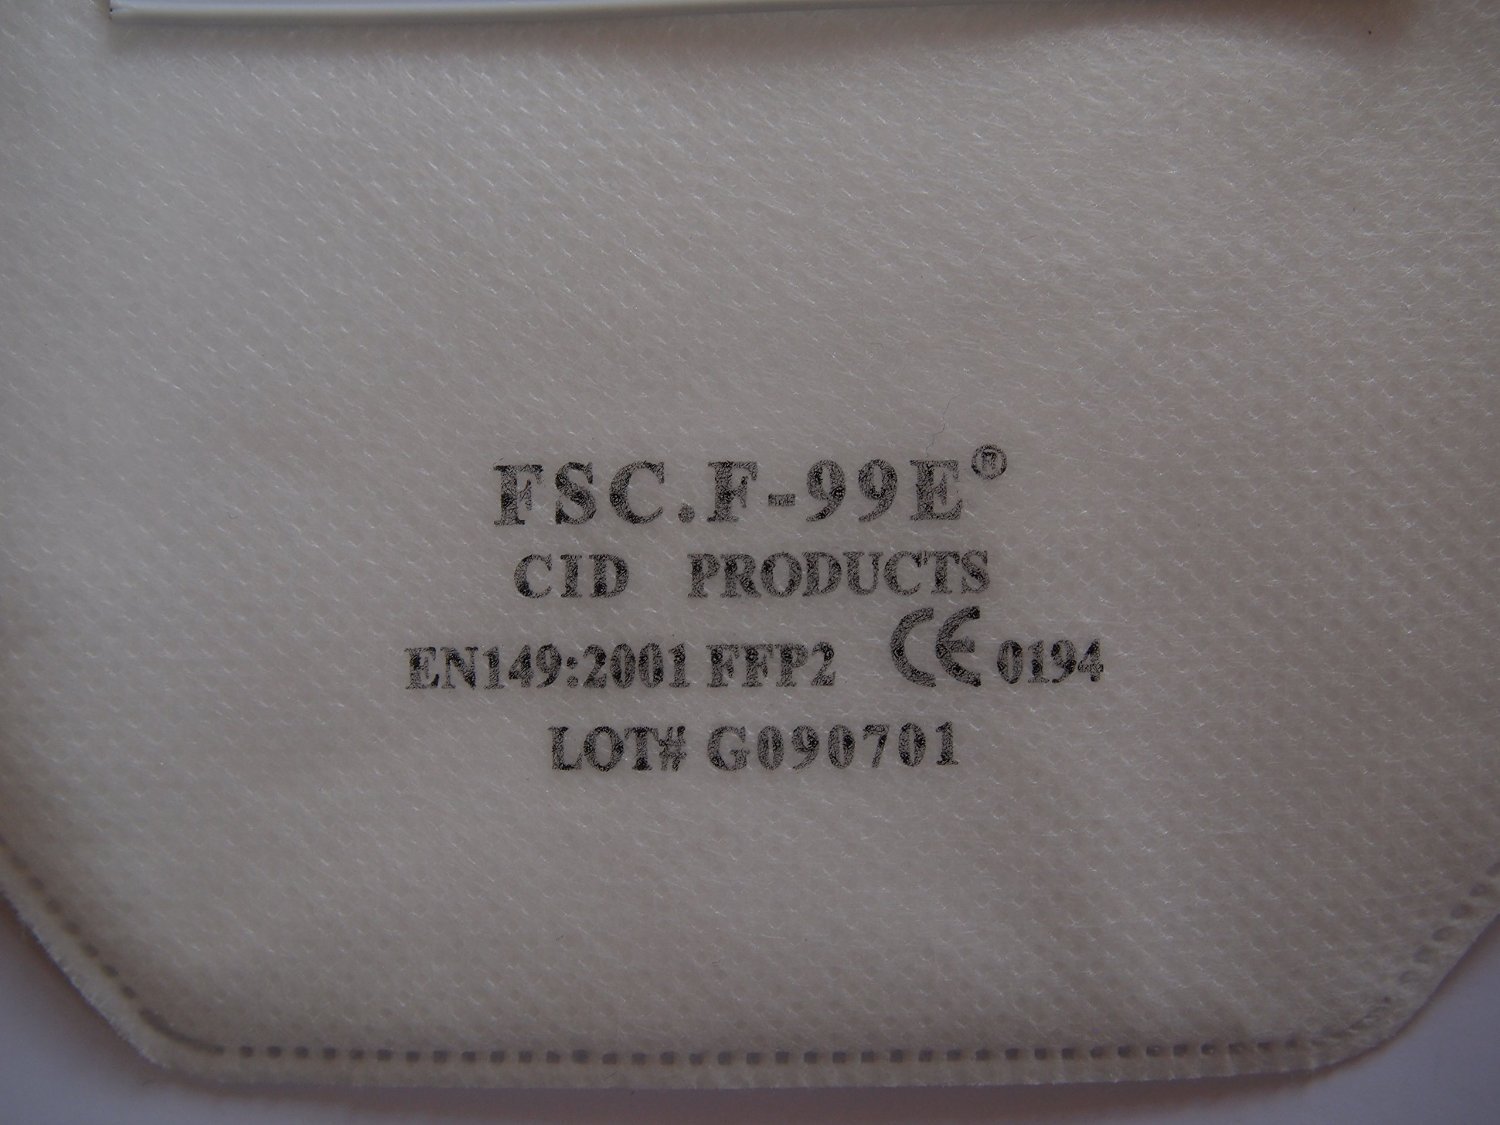 FSC.F-99E®
CID PRODUCTS
EN149:2001 FFP2 CE 0194
LOT# G090701